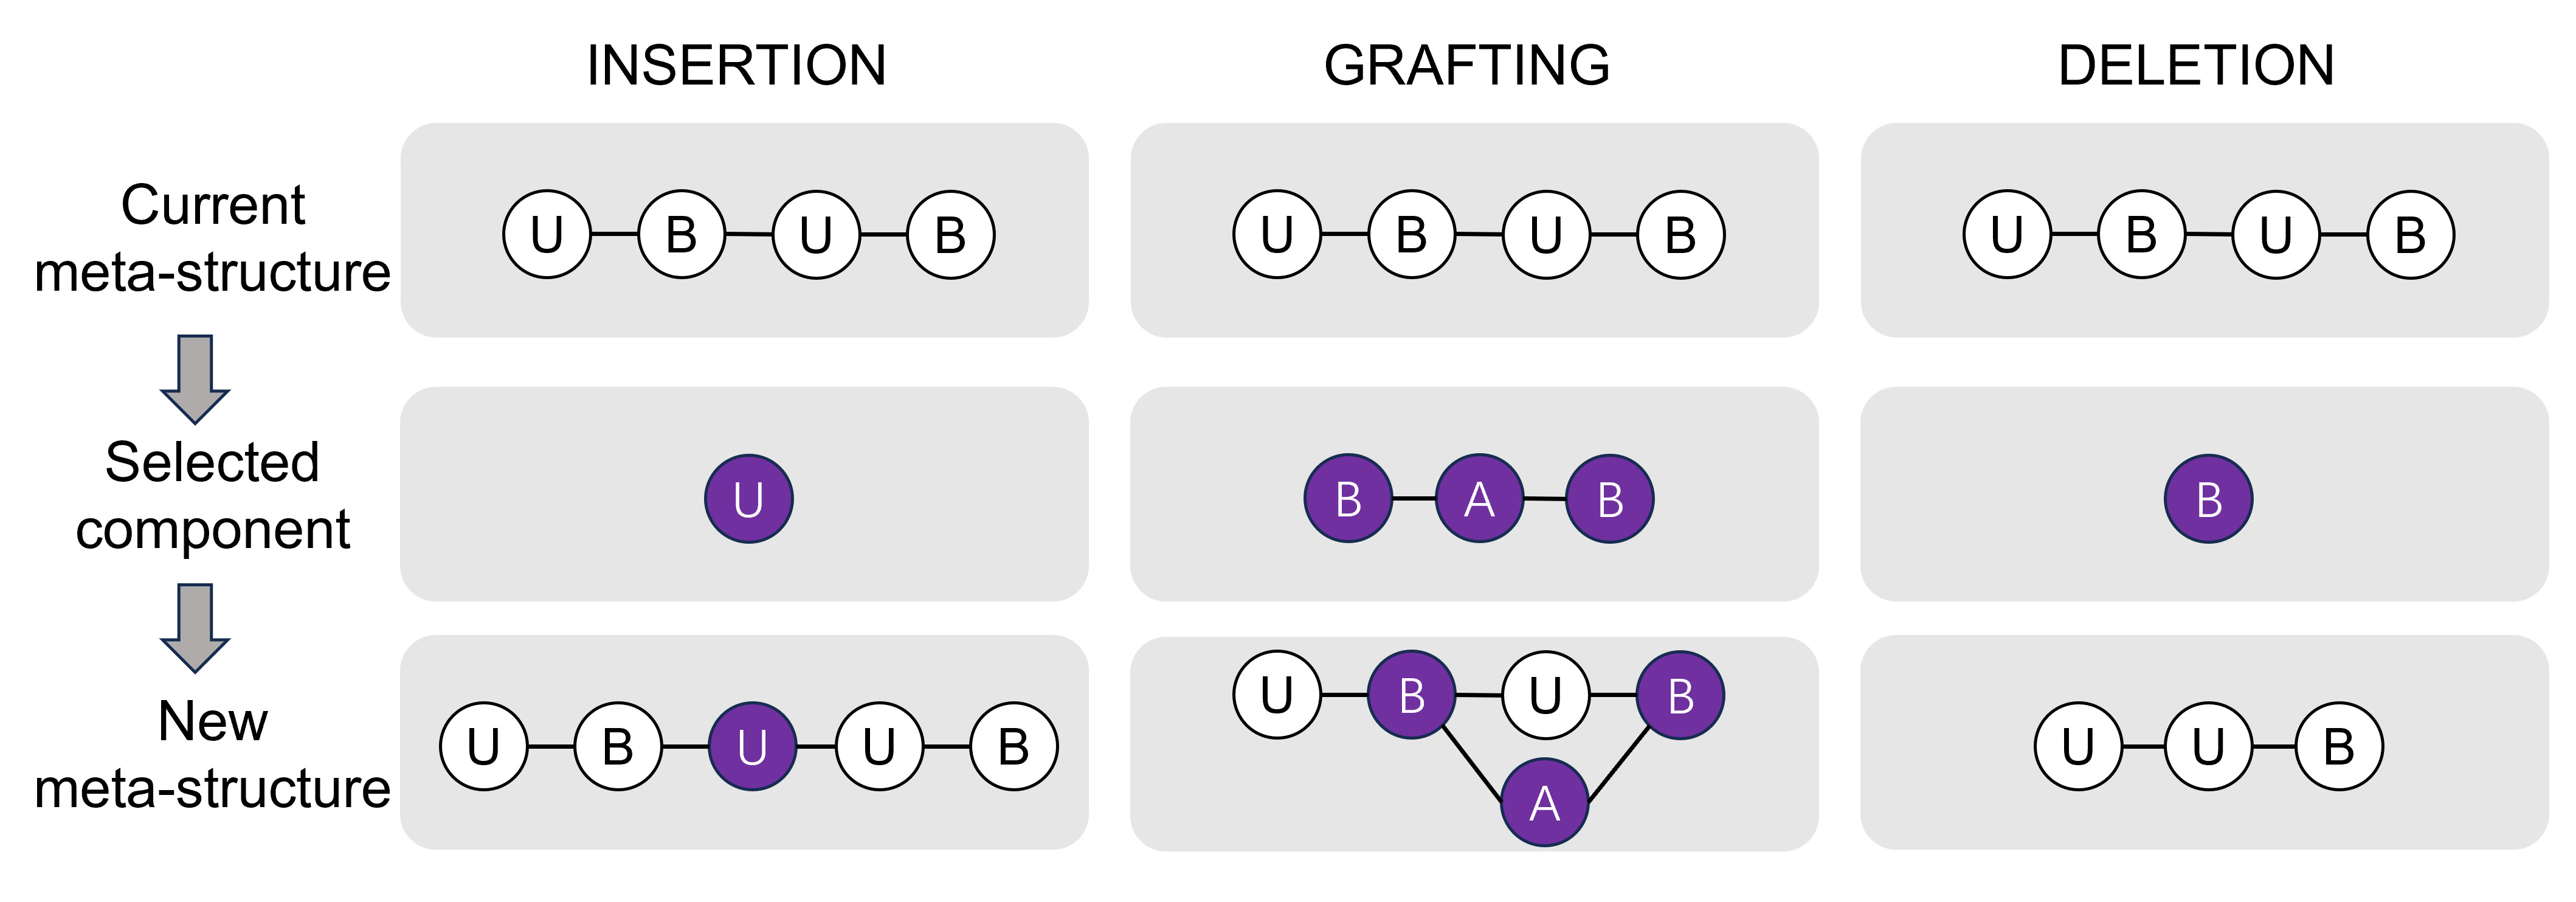 INSERTION GRAFTING DELETION
Current
meta-structure
U B U B U B U B U B U B
Selected
component
U B A B B
New
meta-structure
U B U U B
U B U B
A
U U B